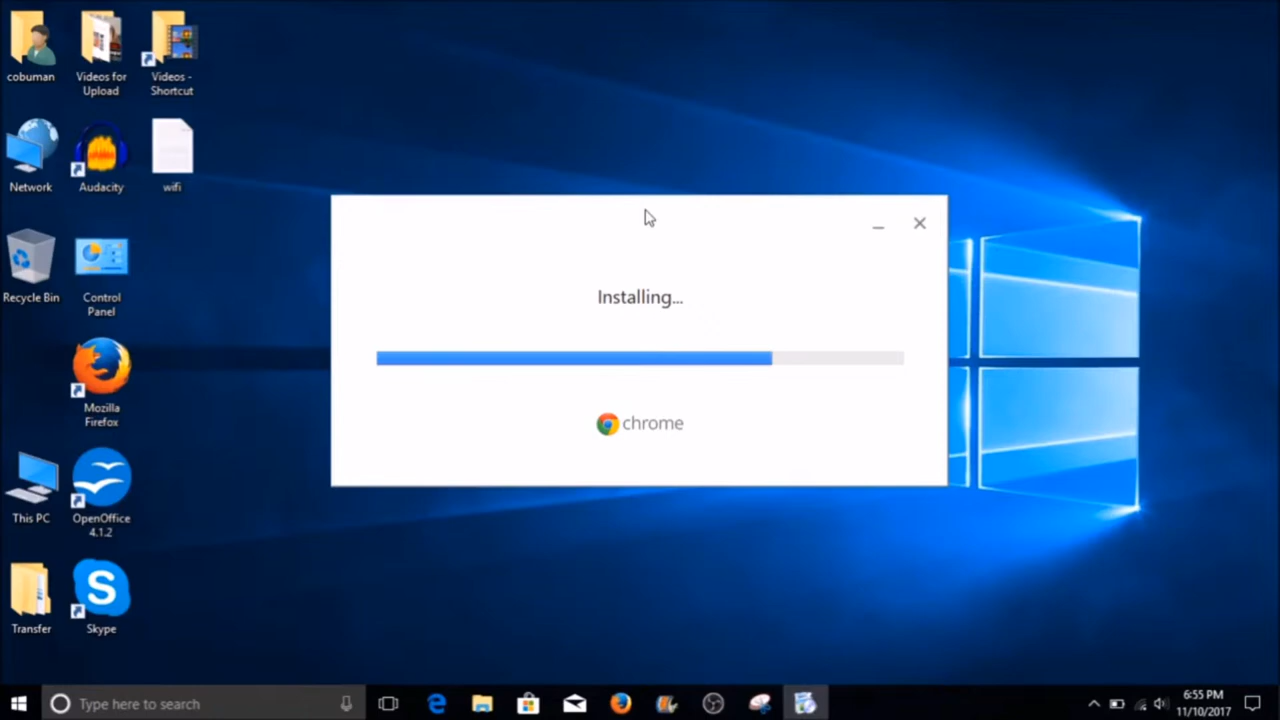 cobuman
Videos for
Upload
Videos -
Shortcut
Network
Audacity
wifi
Recycle Bin
Control
Panel
Mozilla
Firefox
This PC
OpenOffice
4.1.2
Transfer
Skype
Installing...
chrome
Type here to search
6:55 PM
11/10/2017